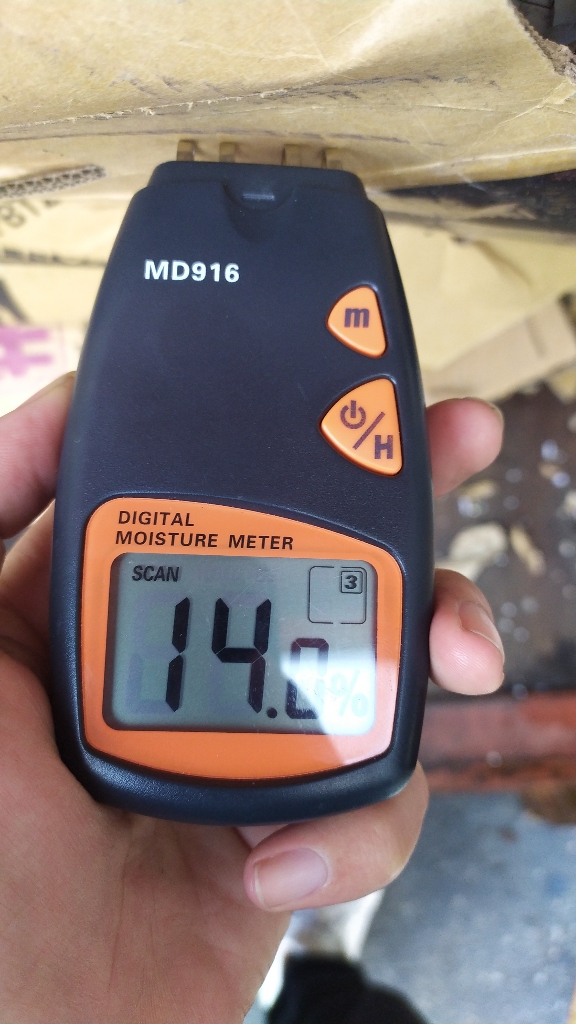 MD916
m
/H
DIGITAL
MOISTURE METER
SCAN
3
14.0%